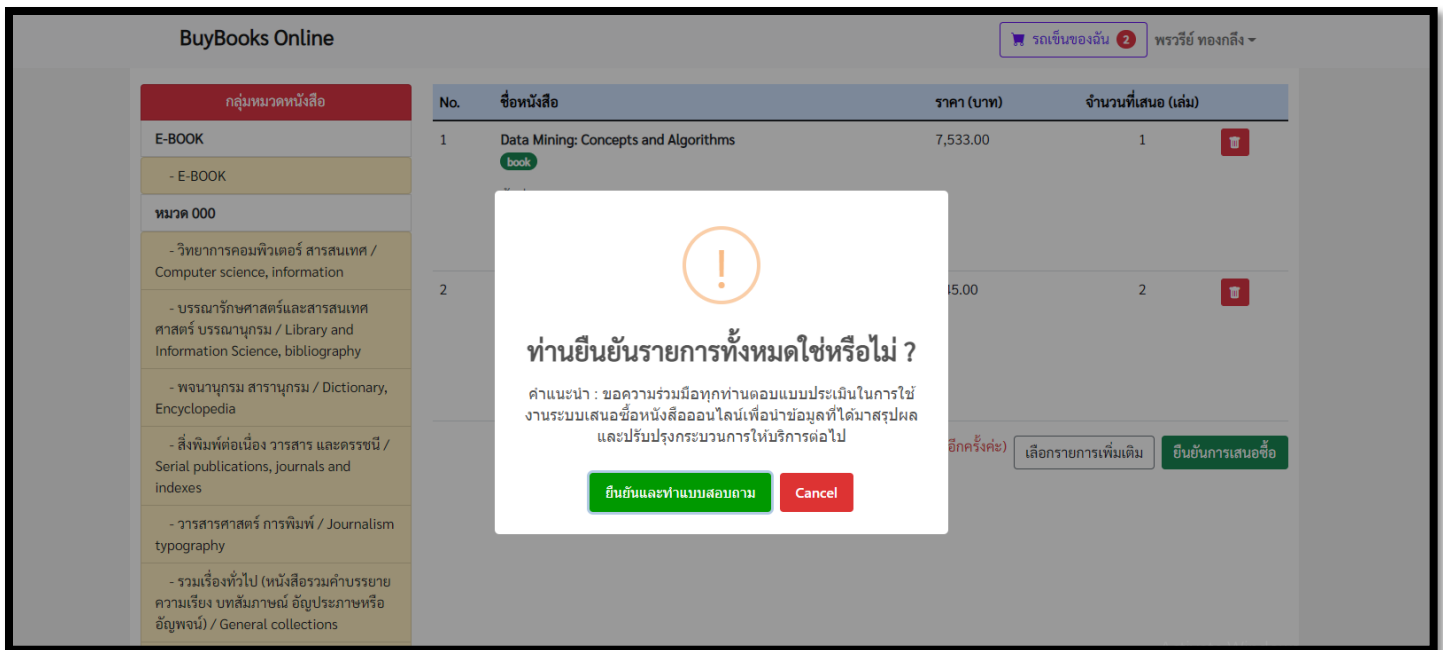 BuyBooks Online
รถเข็นของฉัน 2
พรวรีย์ ทองกลึง
กลุ่มหมวดหนังสือ
E-BOOK
- E-BOOK
หมวด 000
- วิทยาการคอมพิวเตอร์ สารสนเทศ /
Computer science, information
- บรรณารักษศาสตร์และสารสนเทศ
ศาสตร์ บรรณานุกรม / Library and
Information Science, bibliography
- พจนานุกรม สารานุกรม / Dictionary,
Encyclopedia
- สิ่งพิมพ์ต่อเนื่อง วารสาร และดรรชนี /
Serial publications, journals and
indexes
- วารสารศาสตร์ การพิมพ์ / Journalism
typography
- รวมเรื่องทั่วไป (หนังสือรวมคำบรรยาย
ความเรียง บทสัมภาษณ์ อัญประภาษหรือ
อัญพจน์) / General collections
No. ชื่อหนังสือ ราคา (บาท) จำนวนที่เสนอ (เล่ม)
1 Data Mining: Concepts and Algorithms 7,533.00 1
book
2 45.00 2
!
ท่านยืนยันรายการทั้งหมดใช่หรือไม่ ?
คำแนะนำ : ขอความร่วมมือทุกท่านตอบแบบประเมินในการใช้
งานระบบเสนอซื้อหนังสือออนไลน์เพื่อนำข้อมูลที่ได้มาสรุปผล
และปรับปรุงกระบวนการให้บริการต่อไป
ยืนยันและทำแบบสอบถาม Cancel
อีกครั้งค่ะ) เลือกรายการเพิ่มเติม ยืนยันการเสนอซื้อ